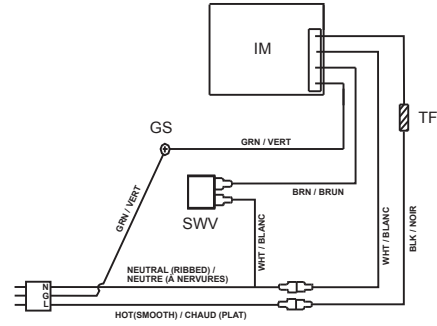 IM
TF
GS
GRN / VERT
BRN / BRUN
SWV
GRN / VERT
WHT / BLANC
WHT / BLANC
BLK / NOIR
N
G
L
NEUTRAL (RIBBED) /
NEUTRE (À NERVURES)
HOT(SMOOTH) / CHAUD (PLAT)